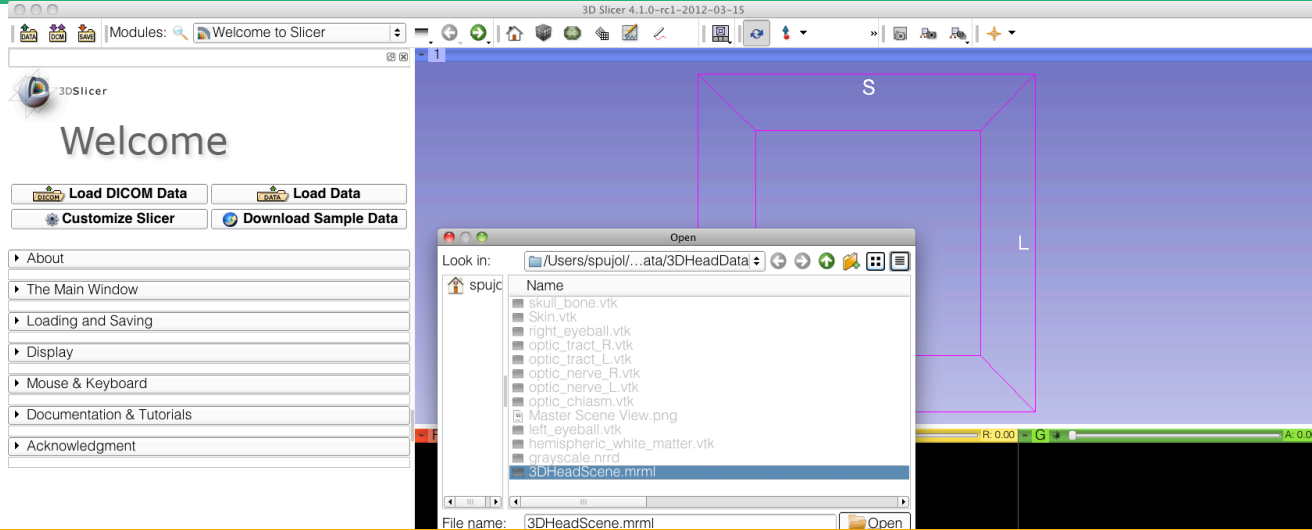 3D Slicer 4.1.0-rc1-2012-03-15
DATA DCM SAVE Modules: Welcome to Slicer
1
3DSlicer
Welcome
DICOM Load DICOM Data DATA Load Data
Customize Slicer Download Sample Data
About
The Main Window
Loading and Saving
Display
Mouse & Keyboard
Documentation & Tutorials
Acknowledgment
S
L
Open
Look in: /Users/spujol/...ata/3DHeadData
spujc Name
skull_bone.vtk
Skin.vtk
right_eyeball.vtk
optic_tract_R.vtk
optic_tract_L.vtk
optic_nerve_R.vtk
optic_nerve_L.vtk
optic_chiasm.vtk
Master Scene View.png
left_eyeball.vtk
hemispheric_white_matter.vtk
grayscale.nrrd
3DHeadScene.mrml
File name: 3DHeadScene.mrml Open
R: 0.00 G A: 0.0